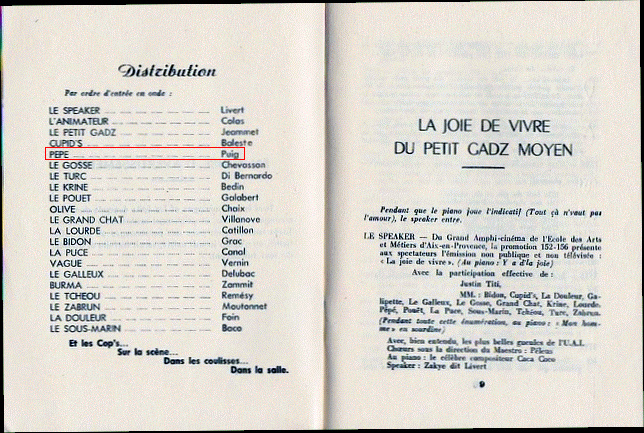 Distribution
Par ordre d'entrée en onde :
LE SPEAKER Livert
L'ANIMATEUR Colas
LE PETIT GADZ Jeammet
CUPID'S Baleste
PEPE Puig
LE GOSSE Chevasson
LE TURC Di Bernardo
LE KRINE Bedin
LE POUET Galabert
OLIVE Chaix
LE GRAND CHAT Villanove
LA LOURDE Catillon
LE BIDON Grac
LA PUCE Canal
VAGUE Vernin
LE GALLEUX Delubac
BURMA Zammit
LE TCHEOU Remésy
LE ZABRUN Moutonnet
LA DOULEUR Foin
LE SOUS-MARIN Boco
Et les Cop's...
Sur la scène...
Dans les coulisses...
Dans la salle.
LA JOIE DE VIVRE
DU PETIT GADZ MOYEN
Pendant que le piano joue l'indicatif (Tout çà n'vaut pas
l'amour), le speaker entre.
LE SPEAKER — Du Grand Amphi-cinéma de l'Ecole des Arts
et Métiers d'Aix-en-Provence, la promotion 152-156 présente
aux spectateurs l'émission non publique et non télévisée :
« La joie de vivre ». (Au piano : Y a d'la joie)
Avec la participation effective de :
Justin Titi,
MM. : Bidon, Cupid's, La Douleur, Ga-
lipette, Le Galleux, Le Gosse, Grand Chat, Krine, Lourde,
Pépé, Pouët, La Puce, Sous-Marin, Tchéou, Turc, Zabrun.
(Pendant toute cette énumération, au piano : « Mon hom-
me » en sourdine)
Avec, bien entendu, les plus belles gueules de l'U.A.I.
Chœurs sous la direction du Maestro : Péleus
Au piano : le célèbre compositeur Caca Coco
Speaker : Zakye dit Livert
9